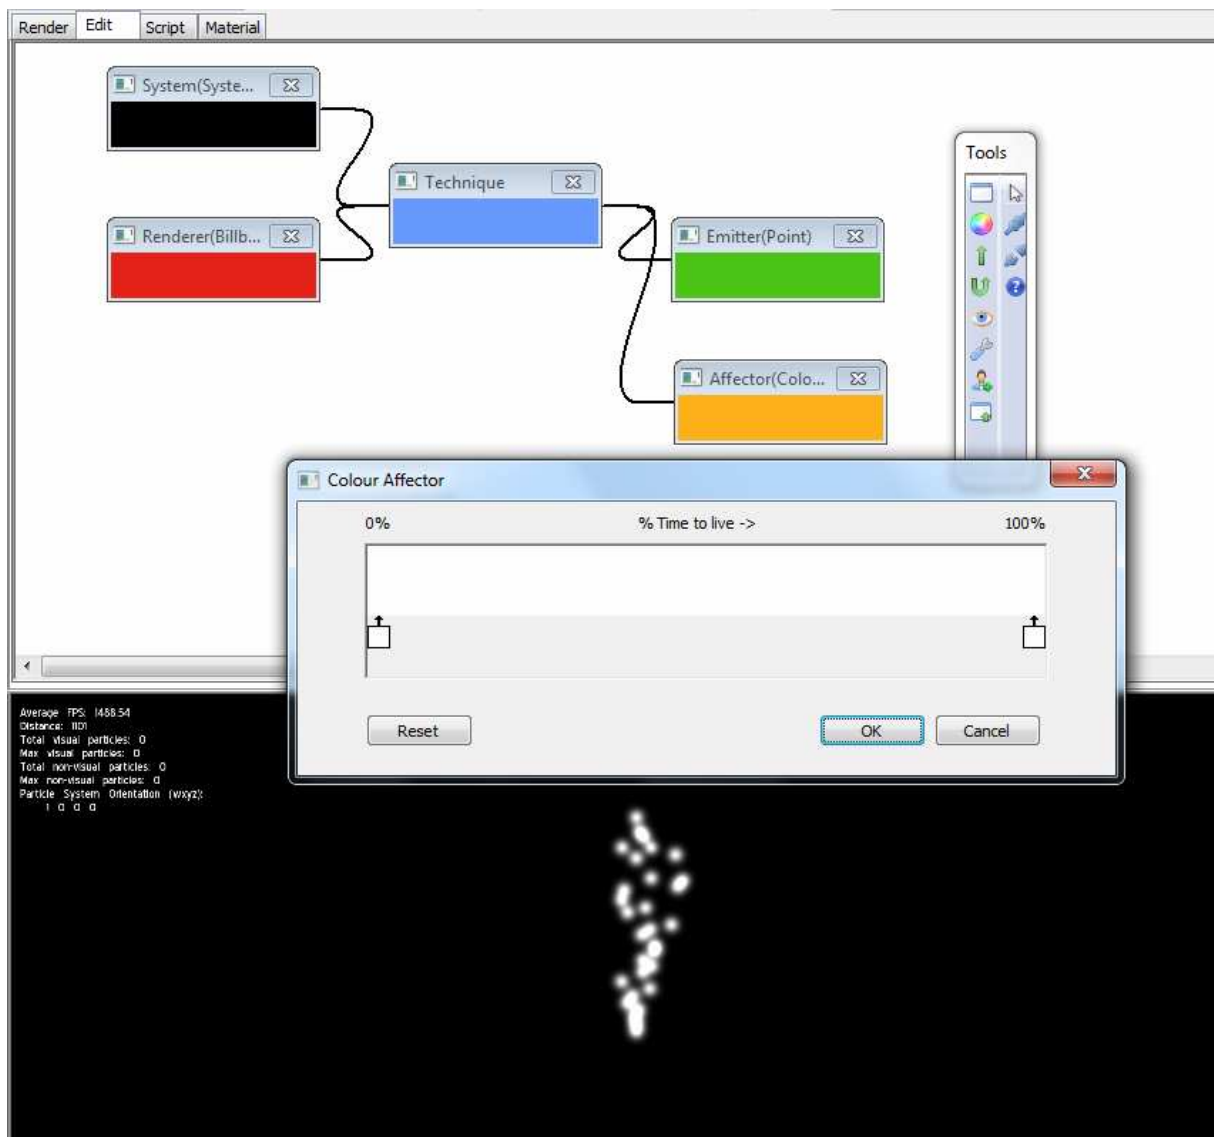 Render Edit Script Material
System(Syste...
Technique
Renderer(Billb...
Emitter(Point)
Affector(Colo...
Tools
Colour Affector
0% % Time to live -> 100%
Reset OK Cancel
Average FPS: 1488.54
Distance: 1101
Total visual particles: 0
Max visual particles: 0
Total non-visual particles: 0
Max non-visual particles: 0
Particle System Orientation (wxyz):
1 0 0 0